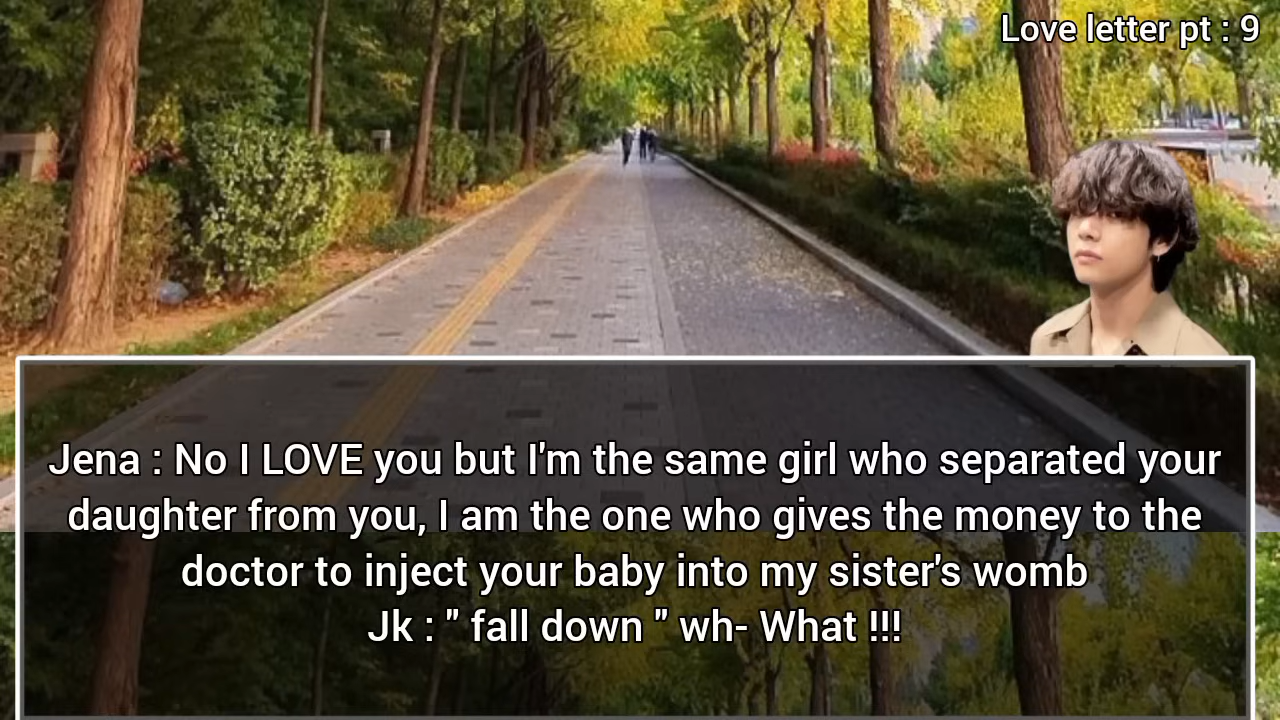 Love letter pt : 9
Jena : No I LOVE you but I'm the same girl who separated your
daughter from you, I am the one who gives the money to the
doctor to inject your baby into my sister's womb
Jk : " fall down " wh- What !!!